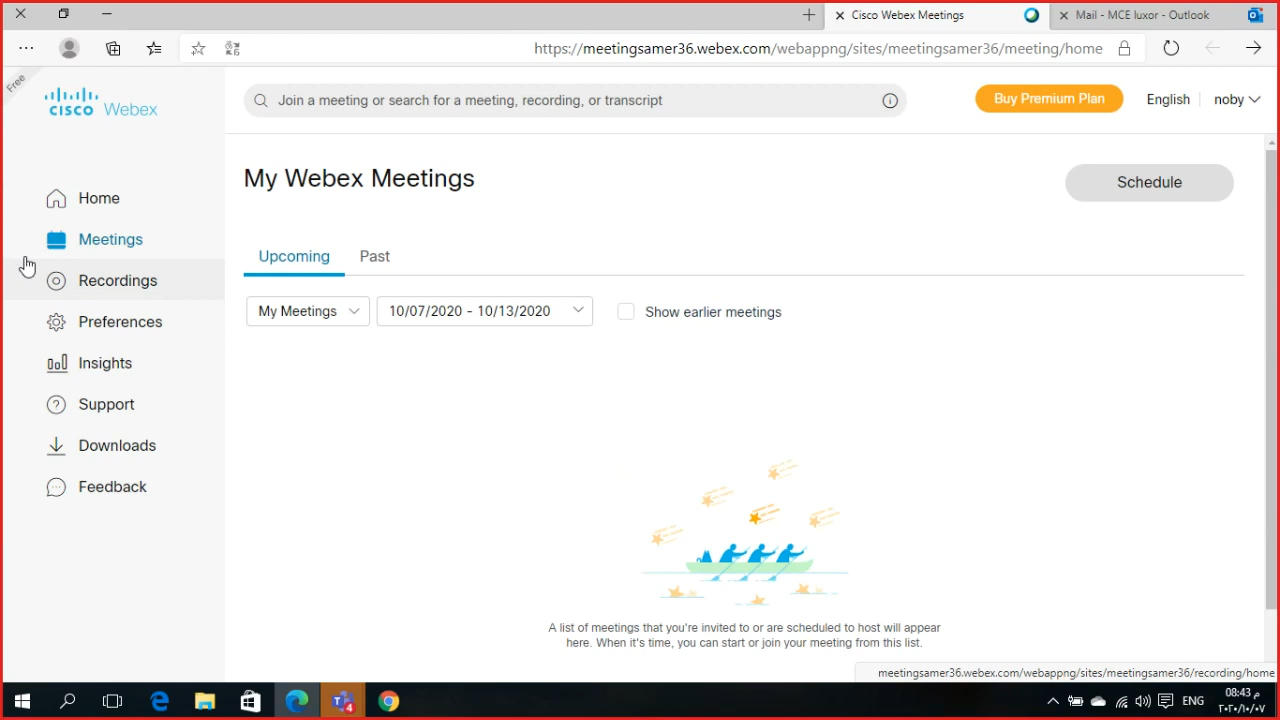 Cisco Webex Meetings
Mail - MCE luxor - Outlook
https://meetingsamer36.webex.com/webappng/sites/meetingsamer36/meeting/home
Free
cisco Webex
Join a meeting or search for a meeting, recording, or transcript
Buy Premium Plan
English
noby
Home
Meetings
Recordings
Preferences
Insights
Support
Downloads
Feedback
My Webex Meetings
Schedule
Upcoming
Past
My Meetings
10/07/2020 - 10/13/2020
Show earlier meetings
A list of meetings that you're invited to or are scheduled to host will appear
here. When it's time, you can start or join your meeting from this list.
meetingsamer36.webex.com/webappng/sites/meetingsamer36/recording/home
4
ENG
08:43 م
٢٠٢٠/١٠/٠٧